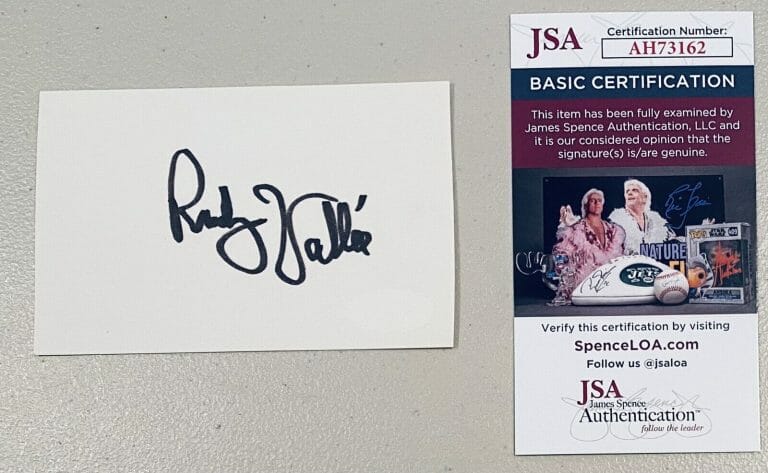 Rudy Vallée
JSA
Certification Number:
AH73162
BASIC CERTIFICATION
This item has been fully examined by
James Spence Authentication, LLC and
it is our considered opinion that the
signature(s) is/are genuine.
NATURE
JETS
Verify this certification by visiting
SpenceLOA.com
Follow us @jsaloa
JSA
James Spence
Authentication™
follow the leader